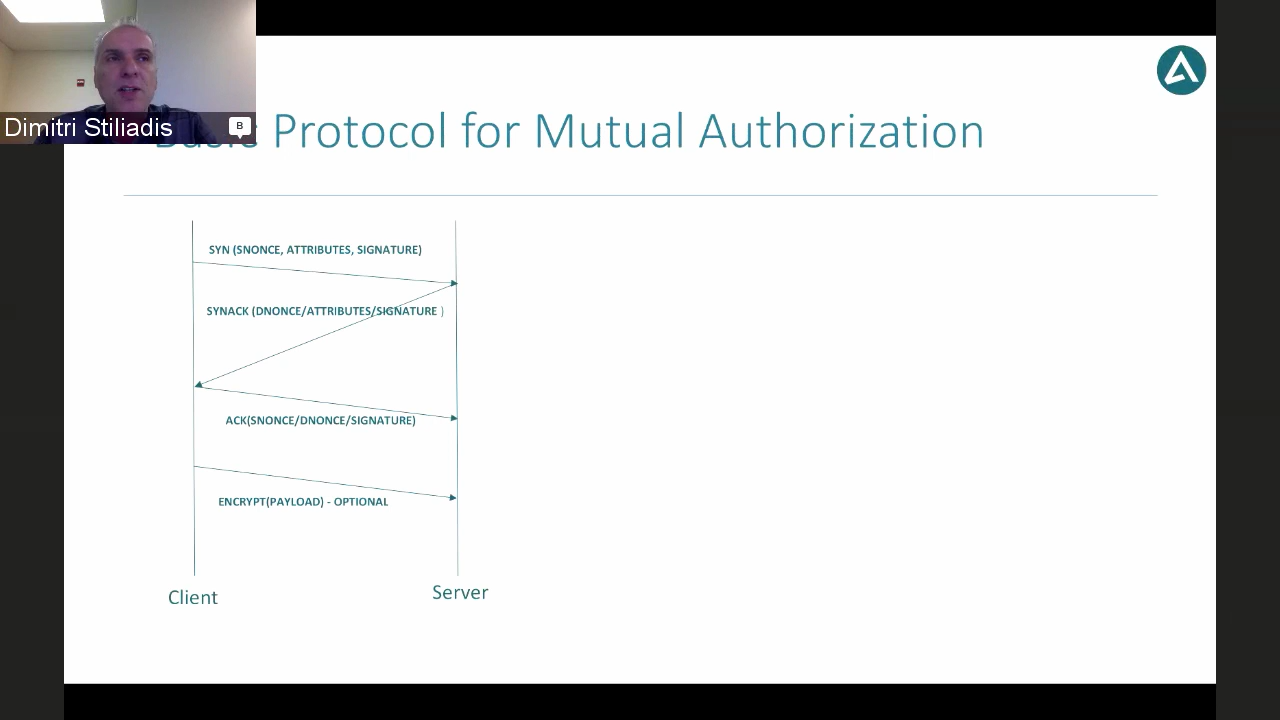 Dimitri Stiliadis
B
Basic Protocol for Mutual Authorization
SYN (SNONCE, ATTRIBUTES, SIGNATURE)
SYNACK (DNONCE/ATTRIBUTES/SIGNATURE )
ACK(SNONCE/DNONCE/SIGNATURE)
ENCRYPT(PAYLOAD) - OPTIONAL
Client
Server